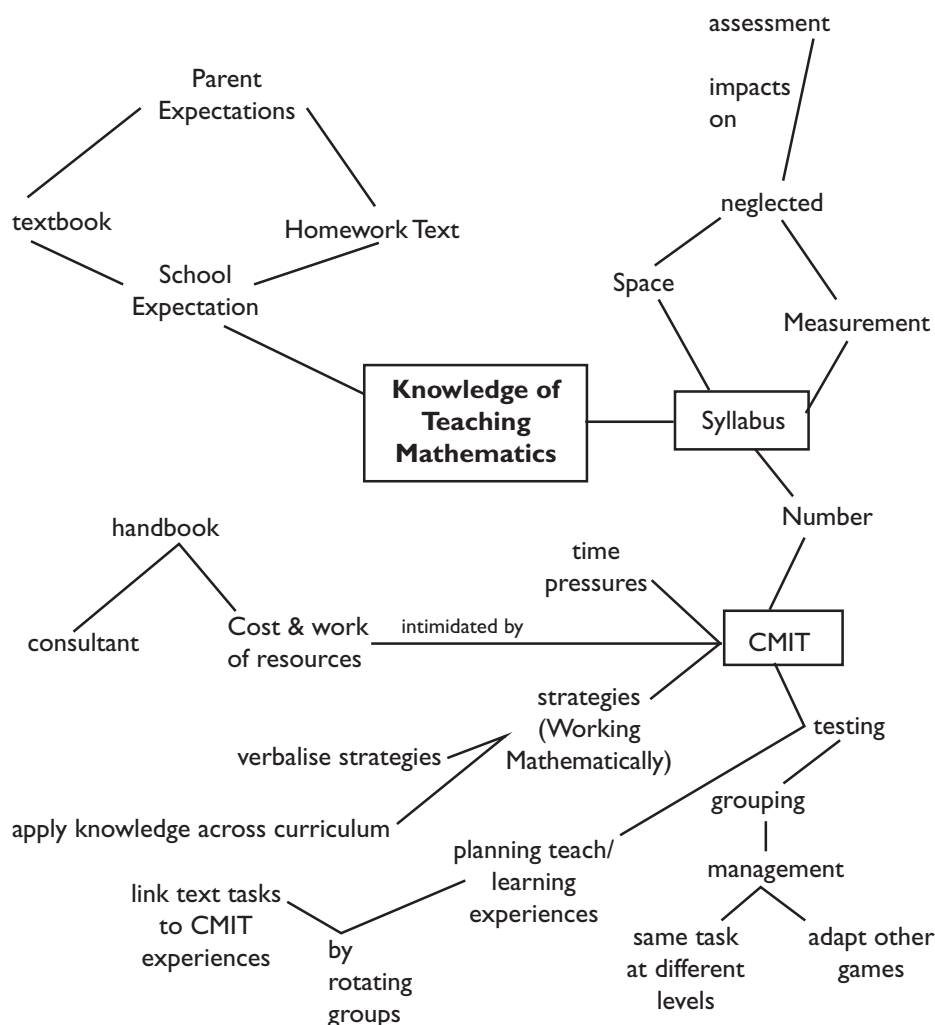 assessment
impacts
on
Parent
Expectations
textbook
Homework Text
School
Expectation
neglected
Space
Measurement
Knowledge of
Teaching
Mathematics
Syllabus
Number
handbook
consultant
Cost & work
of resources
intimidated by
time
pressures
CMIT
strategies
(Working
Mathematically)
verbalise strategies
apply knowledge across curriculum
testing
grouping
management
same task
at different
levels
adapt other
games
planning teach/
learning
experiences
link text tasks
to CMIT
experiences
by
rotating
groups